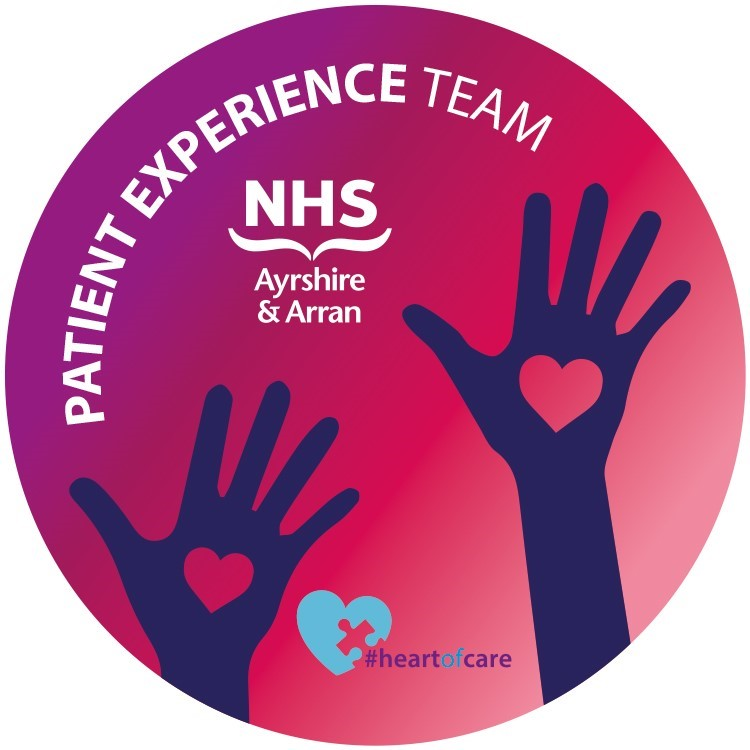 PATIENT EXPERIENCE TEAM
NHS
Ayrshire
& Arran
#heartofcare